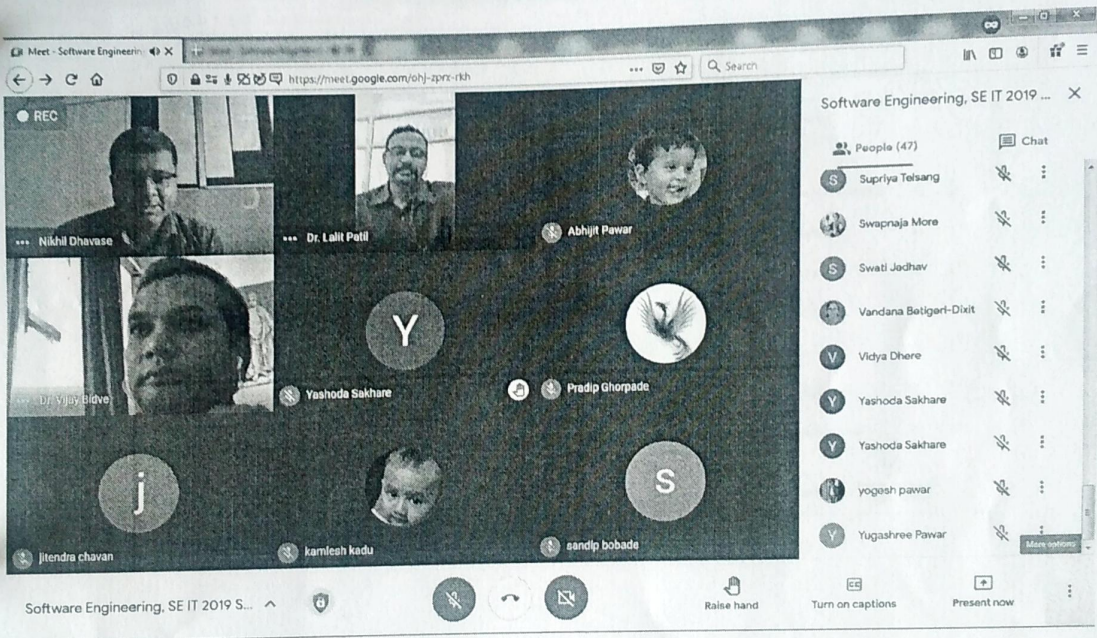 Meet - Software Engineerin
https://meet.google.com/ohj-zprx-rkh
Search
REC
Nikhil Dhavase
Dr. Lalit Patil
Abhijit Pawar
Dr. Vijay Bidve
Yashoda Sakhare
Pradip Ghorpade
jitendra chavan
kamlesh kadu
sandip bobade
Y
j
S
Software Engineering, SE IT 2019 ...
People (47)
Chat
S Supriya Telsang
Swapnaja More
S Swati Jadhav
Vandana Batigeri-Dixit
V Vidya Dhere
Y Yashoda Sakhare
Y Yashoda Sakhare
yogesh pawar
Y Yugashree Pawar
More options
Software Engineering, SE IT 2019 S...
Raise hand
Turn on captions
Present now